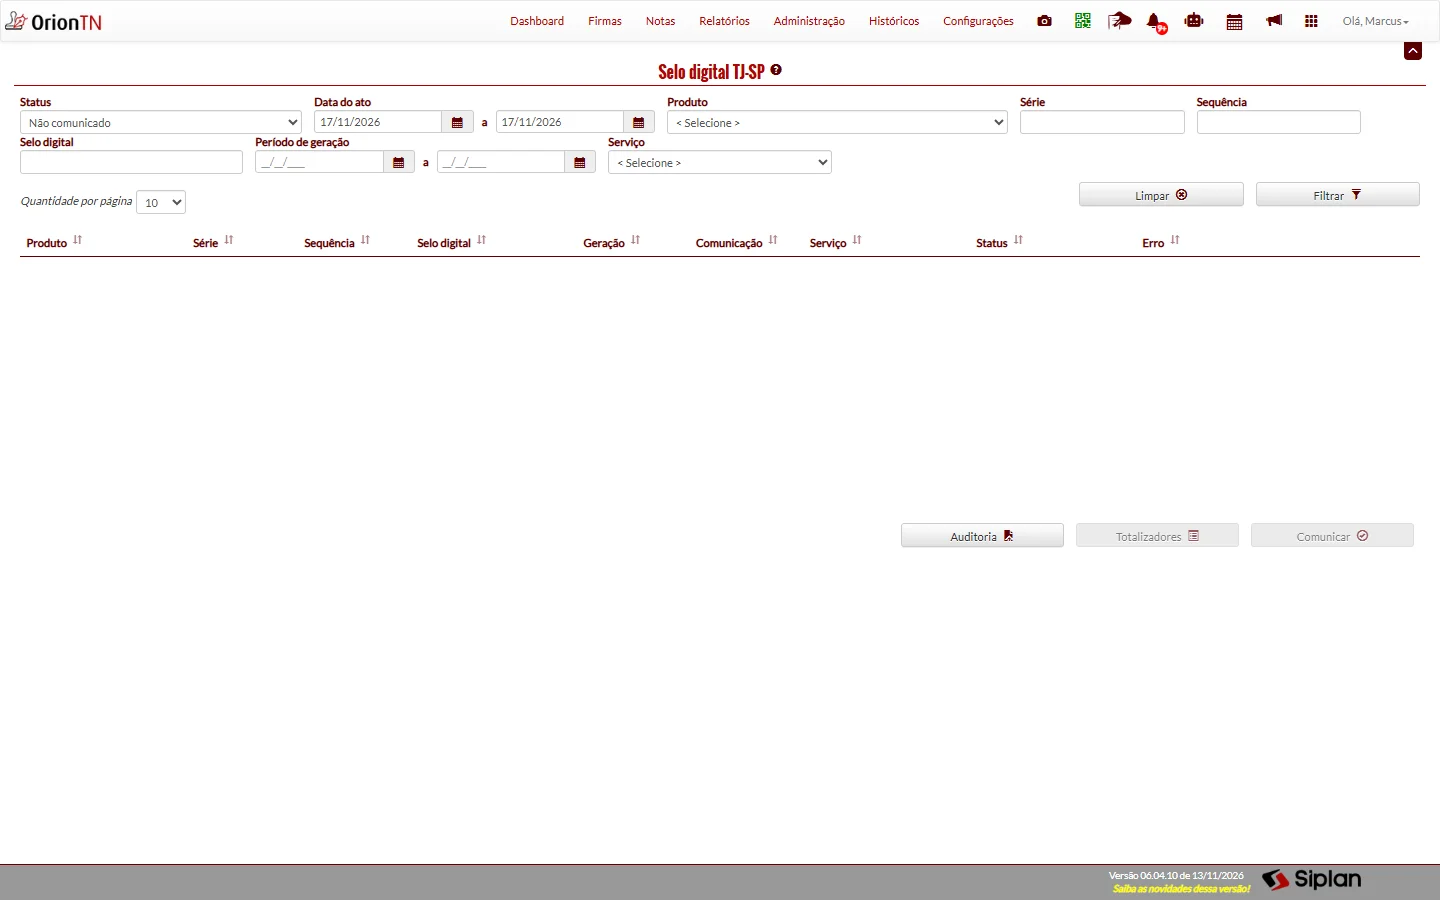 OrionTN Dashboard Firmas Notas Relatórios Administração Históricos Configurações 9+ Olá, Marcus
Selo digital TJ-SP ?
Status Data do ato Produto Série Sequência
Não comunicado 17/11/2026 a 17/11/2026 < Selecione >
Selo digital Período de geração Serviço
__/__/____ a __/__/____ < Selecione >
Quantidade por página 10 Limpar Filtrar
Produto Série Sequência Selo digital Geração Comunicação Serviço Status Erro
Auditoria Totalizadores Comunicar
Versão 06.04.10 de 13/11/2026
Saiba as novidades dessa versão!
Siplan